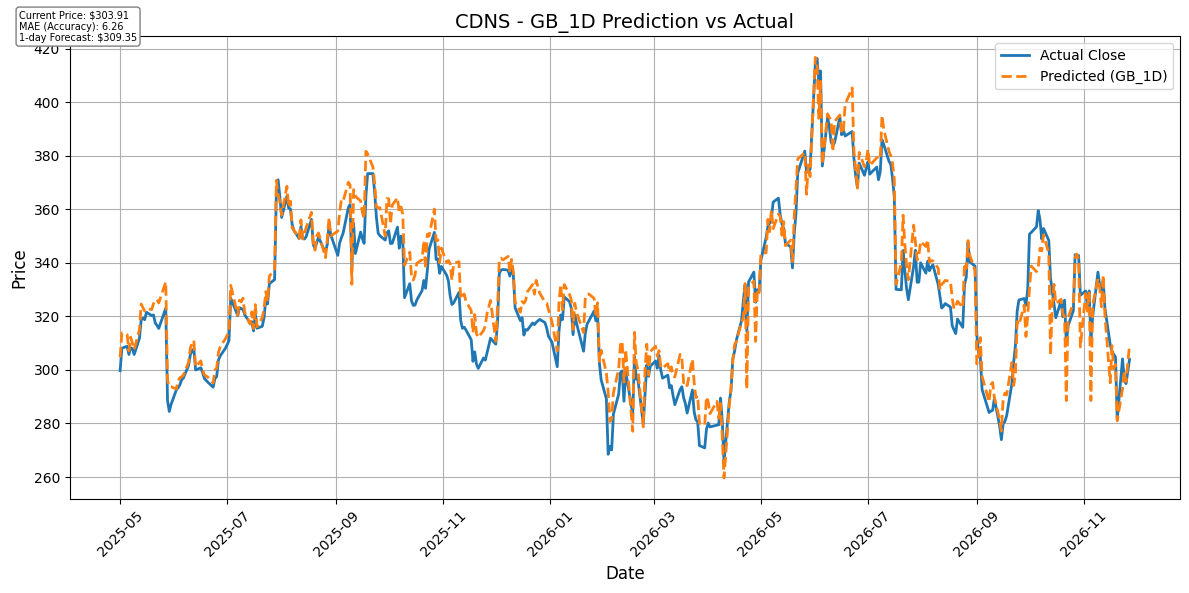 CDNS - GB_1D Prediction vs Actual
Current Price: $303.91
MAE (Accuracy): 6.26
1-day Forecast: $309.35
Actual Close
Predicted (GB_1D)
Price
420
400
380
360
340
320
300
280
260
2025-05
2025-07
2025-09
2025-11
2026-01
2026-03
2026-05
2026-07
2026-09
2026-11
Date